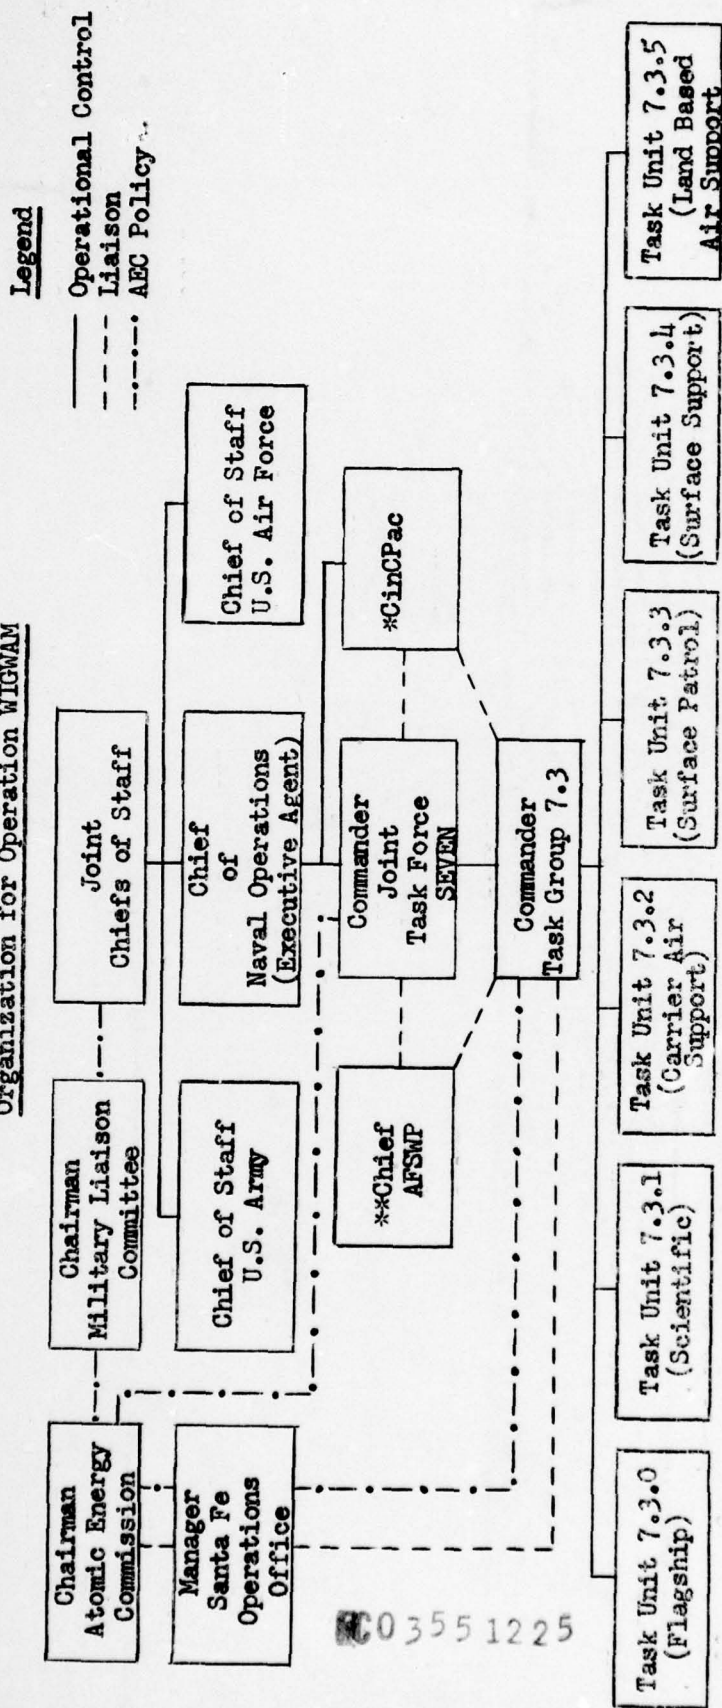 Organization for Operation WIGWAM
Legend
Operational Control
Liaison
AEC Policy
Chairman
Atomic Energy
Commission
Chairman
Military Liaison
Committee
Joint
Chiefs of Staff
Manager
Santa Fe
Operations
Office
Chief of Staff
U.S. Army
Chief
of
Naval Operations
(Executive Agent)
Chief of Staff
U.S. Air Force
**Chief
AFSWP
Commander
Joint
Task Force
SEVEN
*CinCPac
Commander
Task Group 7.3
Task Unit 7.3.0
(Flagship)
Task Unit 7.3.1
(Scientific)
Task Unit 7.3.2
(Carrier Air
Support)
Task Unit 7.3.3
(Surface Patrol)
Task Unit 7.3.4
(Surface Support)
Task Unit 7.3.5
(Land Based
Air Support
CO3551225